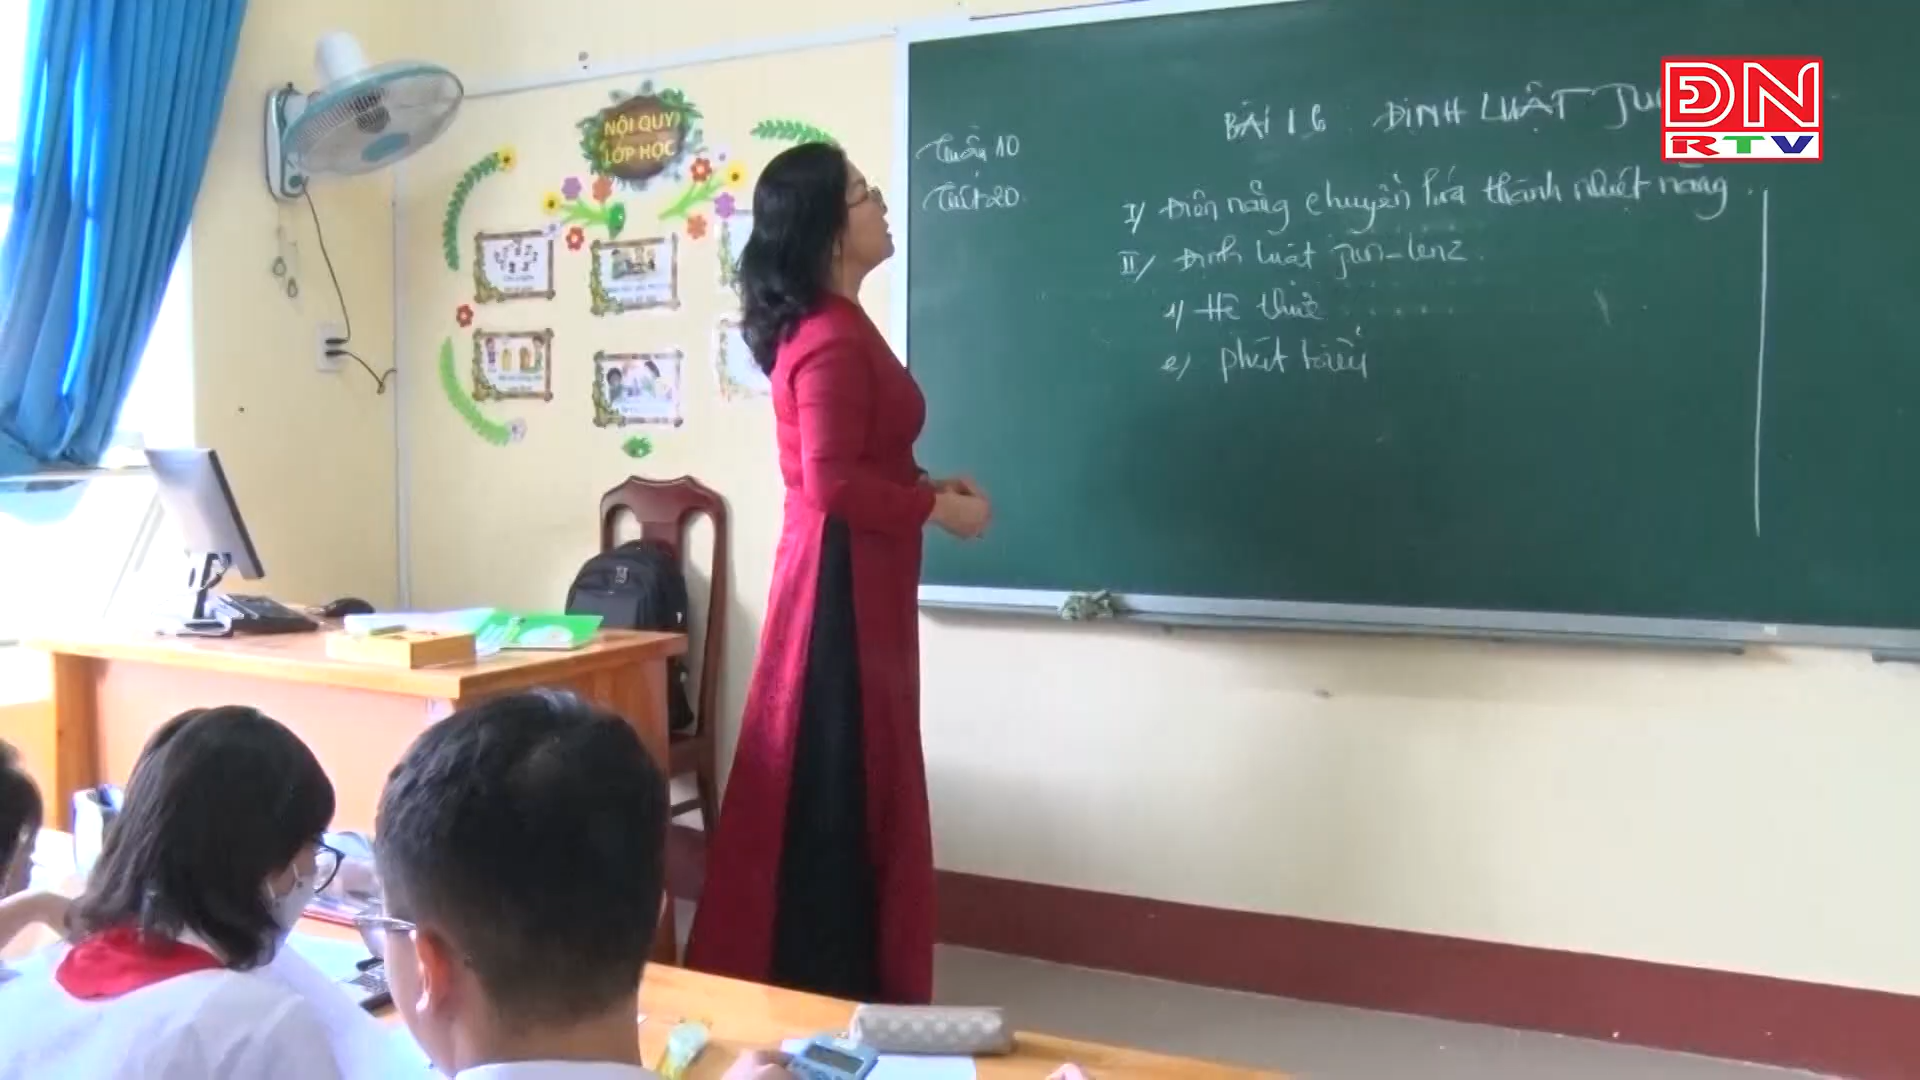 NỘI QUY
LỚP HỌC
Tuần 10
Tiết 20
BÀI 16 : ĐỊNH LUẬT JUN
I/ Điện năng chuyển hóa thành nhiệt năng.
II/ Định luật Jun-lenz.
1/ Hệ thức
2/ phát biểu
ĐN
RTV